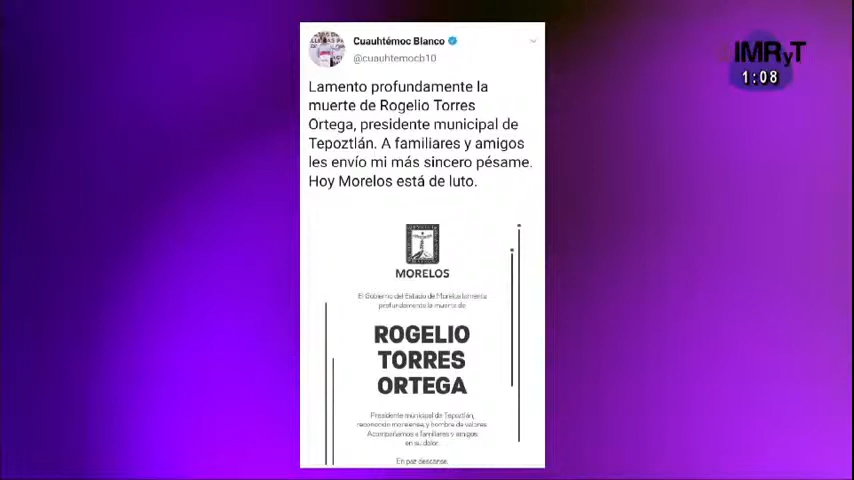 Cuauhtémoc Blanco
@cuauhtemocb10
Lamento profundamente la
muerte de Rogelio Torres
Ortega, presidente municipal de
Tepoztlán. A familiares y amigos
les envío mi más sincero pésame.
Hoy Morelos está de luto.
IMRyT
1:08
MORELOS
El Gobierno del Estado de Morelos lamenta
profundamente la muerte de
ROGELIO
TORRES
ORTEGA
Presidente municipal de Tepoztlán,
reconocido morelense, y hombre de valores.
Acompañamos a familiares y amigos
en su dolor.
En paz descanse.